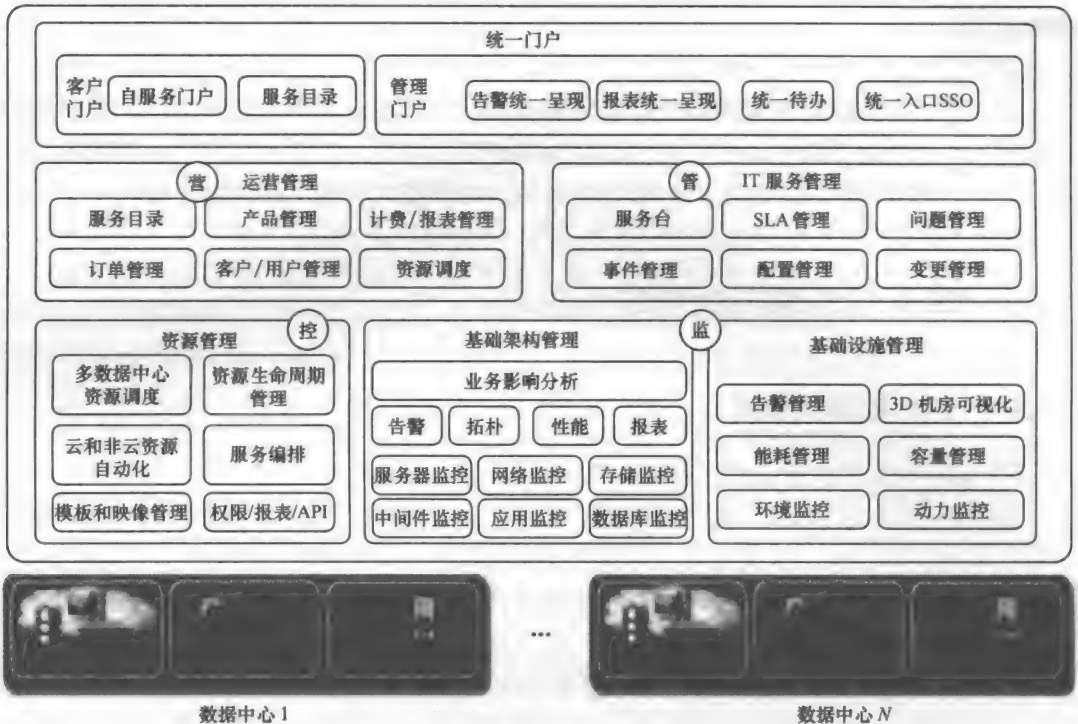 统一门户
客户
门户
自服务门户
服务目录
管理
门户
告警统一呈现
报表统一呈现
统一待办
统一入口SSO
营
运营管理
服务目录
产品管理
计费/报表管理
订单管理
客户/用户管理
资源调度
管
IT 服务管理
服务台
SLA管理
问题管理
事件管理
配置管理
变更管理
资源管理
控
多数据中心
资源调度
资源生命周期
管理
云和非云资源
自动化
服务编排
模板和映像管理
权限/报表/API
基础架构管理
监
业务影响分析
告警
拓朴
性能
报表
服务器监控
网络监控
存储监控
中间件监控
应用监控
数据库监控
基础设施管理
告警管理
3D 机房可视化
能耗管理
容量管理
环境监控
动力监控
...
数据中心 1
数据中心 N